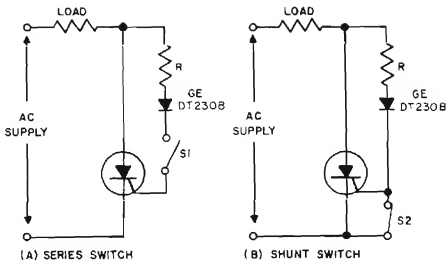 LOAD
R
GE
DT230B
AC
SUPPLY
S1
(A) SERIES SWITCH
LOAD
R
GE
DT230B
AC
SUPPLY
S2
(B) SHUNT SWITCH